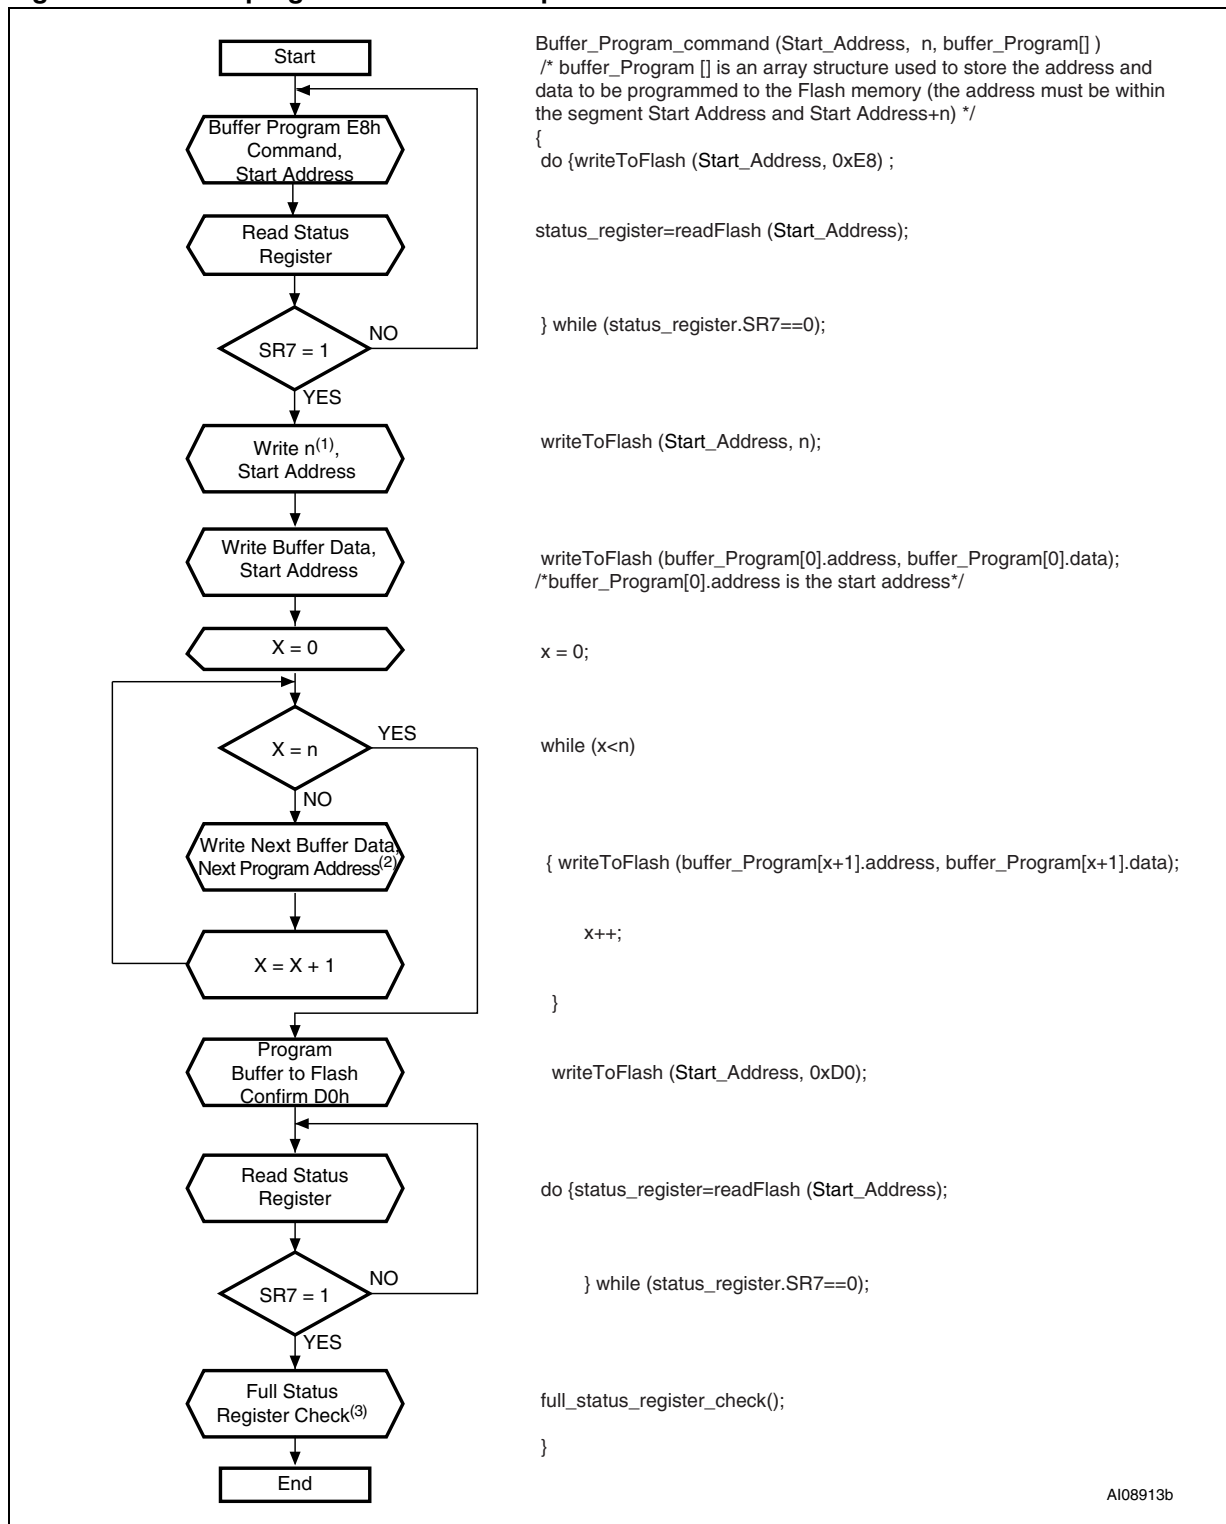 Start
Buffer_Program_command (Start_Address, n, buffer_Program[] )
/* buffer_Program [] is an array structure used to store the address and
data to be programmed to the Flash memory (the address must be within
the segment Start Address and Start Address+n) */
{
Buffer Program E8h
Command,
Start Address
do {writeToFlash (Start_Address, 0xE8) ;
Read Status
Register
status_register=readFlash (Start_Address);
SR7 = 1
NO
YES
} while (status_register.SR7==0);
Write n(1),
Start Address
writeToFlash (Start_Address, n);
Write Buffer Data,
Start Address
writeToFlash (buffer_Program[0].address, buffer_Program[0].data);
/*buffer_Program[0].address is the start address*/
X = 0
x = 0;
X = n
YES
NO
while (x<n)
Write Next Buffer Data,
Next Program Address(2)
{ writeToFlash (buffer_Program[x+1].address, buffer_Program[x+1].data);
X = X + 1
x++;
}
Program
Buffer to Flash
Confirm D0h
writeToFlash (Start_Address, 0xD0);
Read Status
Register
do {status_register=readFlash (Start_Address);
SR7 = 1
NO
YES
} while (status_register.SR7==0);
Full Status
Register Check(3)
full_status_register_check();
}
End
AI08913b